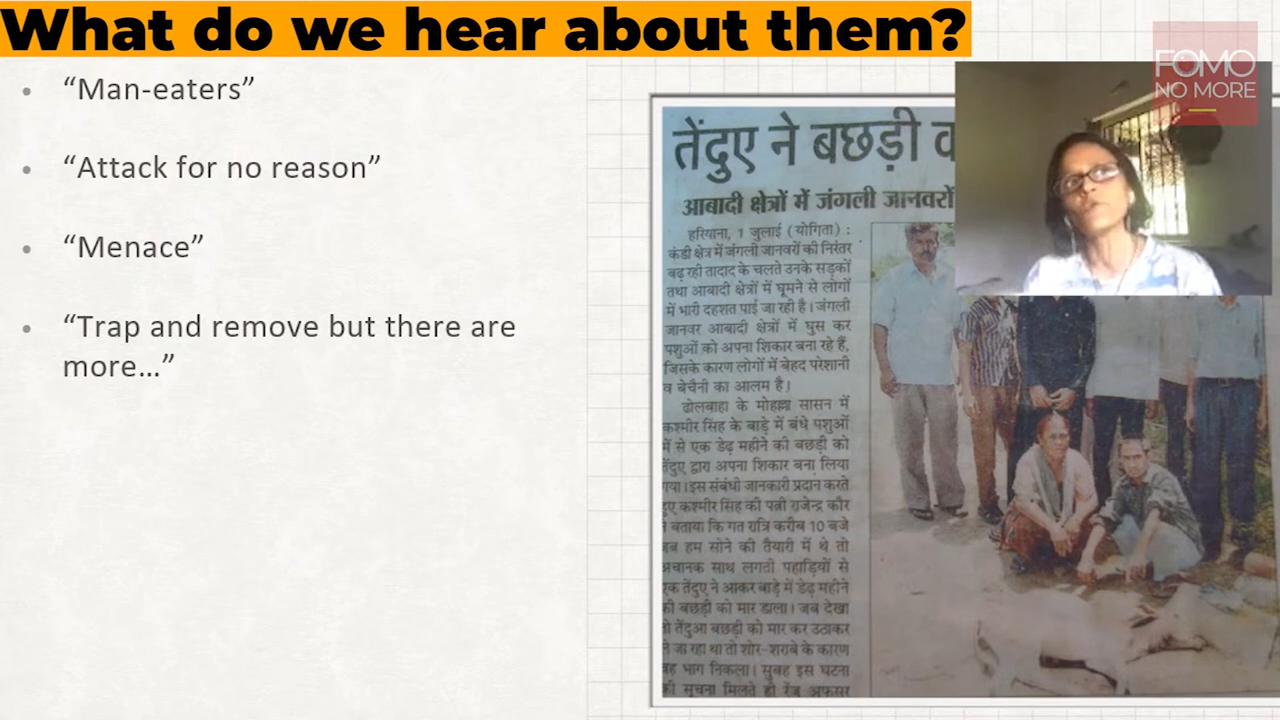 What do we hear about them?
• “Man-eaters”
• “Attack for no reason”
• “Menace”
• “Trap and remove but there are
more...”
FOMO
NO MORE
तेंदुए ने बछड़ी
आबादी क्षेत्रों में जंगली जानवरों
हरियाना, 1 जुलाई (योगिता) :
कंडी क्षेत्र में जंगली जानवरों की निरंतर
बढ़ रही तादाद के चलते उनके सड़कों
तथा आबादी क्षेत्रों में घूमने से लोगों
में भारी दहशत पाई जा रही है। जंगली
जानवर आबादी क्षेत्रों में घुस कर
पशुओं को अपना शिकार बना रहे हैं,
जिसके कारण लोगों में बेहद परेशानी
व बेचैनी का आलम है।
ढोलबाहा के मोहल्ला सासन में
कश्मीर सिंह के बाड़े में बंधे पशुओं
में से एक डेढ़ महीने की बछड़ी को
तेंदुए द्वारा अपना शिकार बना लिया
गया। इस संबंधी जानकारी प्रदान करते
हुए कश्मीर सिंह की पत्नी राजेन्द्र कौर
ने बताया कि गत रात्रि करीब 10 बजे
जब हम सोने की तैयारी में थे तो
अचानक साथ लगती पहाड़ियों से
एक तेंदुए ने आकर बाड़े में डेढ़ महीने
की बछड़ी को मार डाला। जब देखा
तो तेंदुआ बछड़ी को मार कर उठाकर
ले जा रहा था तो शोर-शराबे के कारण
वह भाग निकला। सुबह इस घटना
की सूचना मिलते ही रेंज अफसर